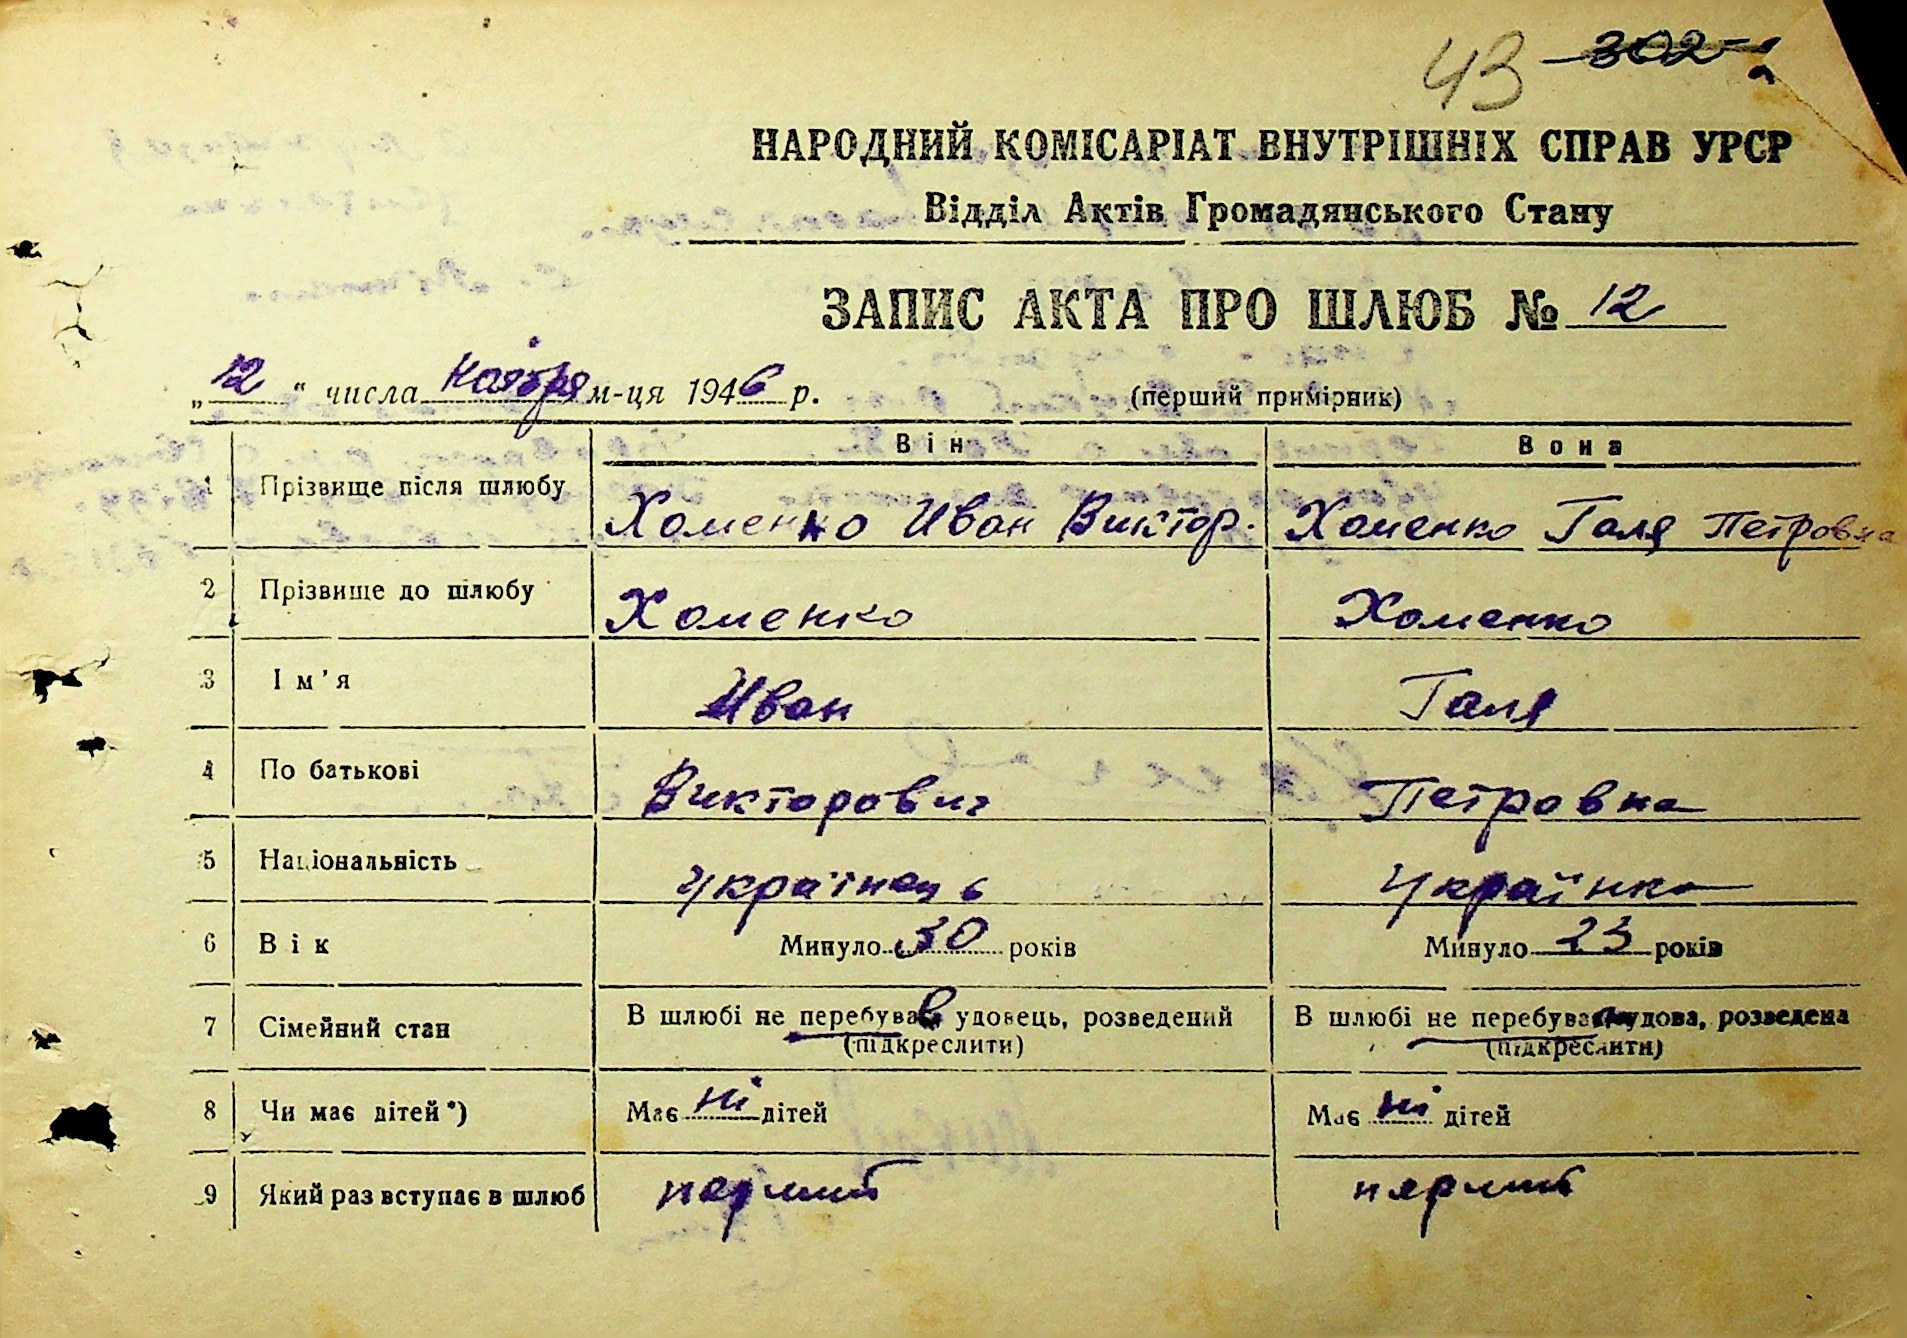 43 302
НАРОДНИЙ КОМІСАРІАТ ВНУТРІШНІХ СПРАВ УРСР
Відділ Актів Громадянського Стану
ЗАПИС АКТА ПРО ШЛЮБ № 12
„12“ числа Ноября м-ця 1946 р. (перший примірник)
Він Вона
1 Прізвище після шлюбу Хоменко Иван Виктор. Хоменко Галя Петровна
2 Прізвище до шлюбу Хоменко Хоменко
3 Ім'я Иван Галя
4 По батькові Викторович Петровна
5 Національність Українець Українка
6 Вік Минуло 30 років Минуло 23 років
7 Сімейний стан В шлюбі не перебував удовець, розведений В шлюбі не перебувала удова, розведена
(підкреслити) (підкреслити)
8 Чи має дітей*) Має ні дітей Має ні дітей
9 Який раз вступає в шлюб перший перший